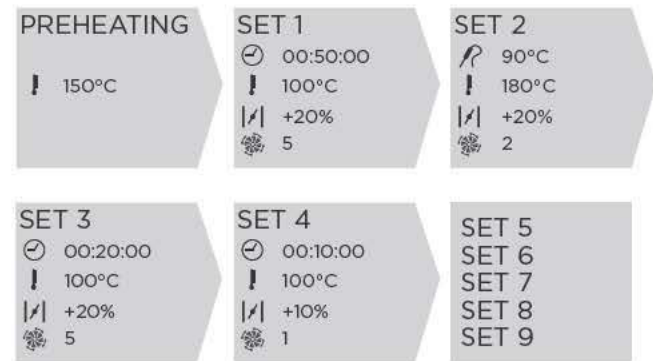 PREHEATING
150°C
SET 1
00:50:00
100°C
+20%
5
SET 2
90°C
180°C
+20%
2
SET 3
00:20:00
100°C
+20%
5
SET 4
00:10:00
100°C
+10%
1
SET 5
SET 6
SET 7
SET 8
SET 9